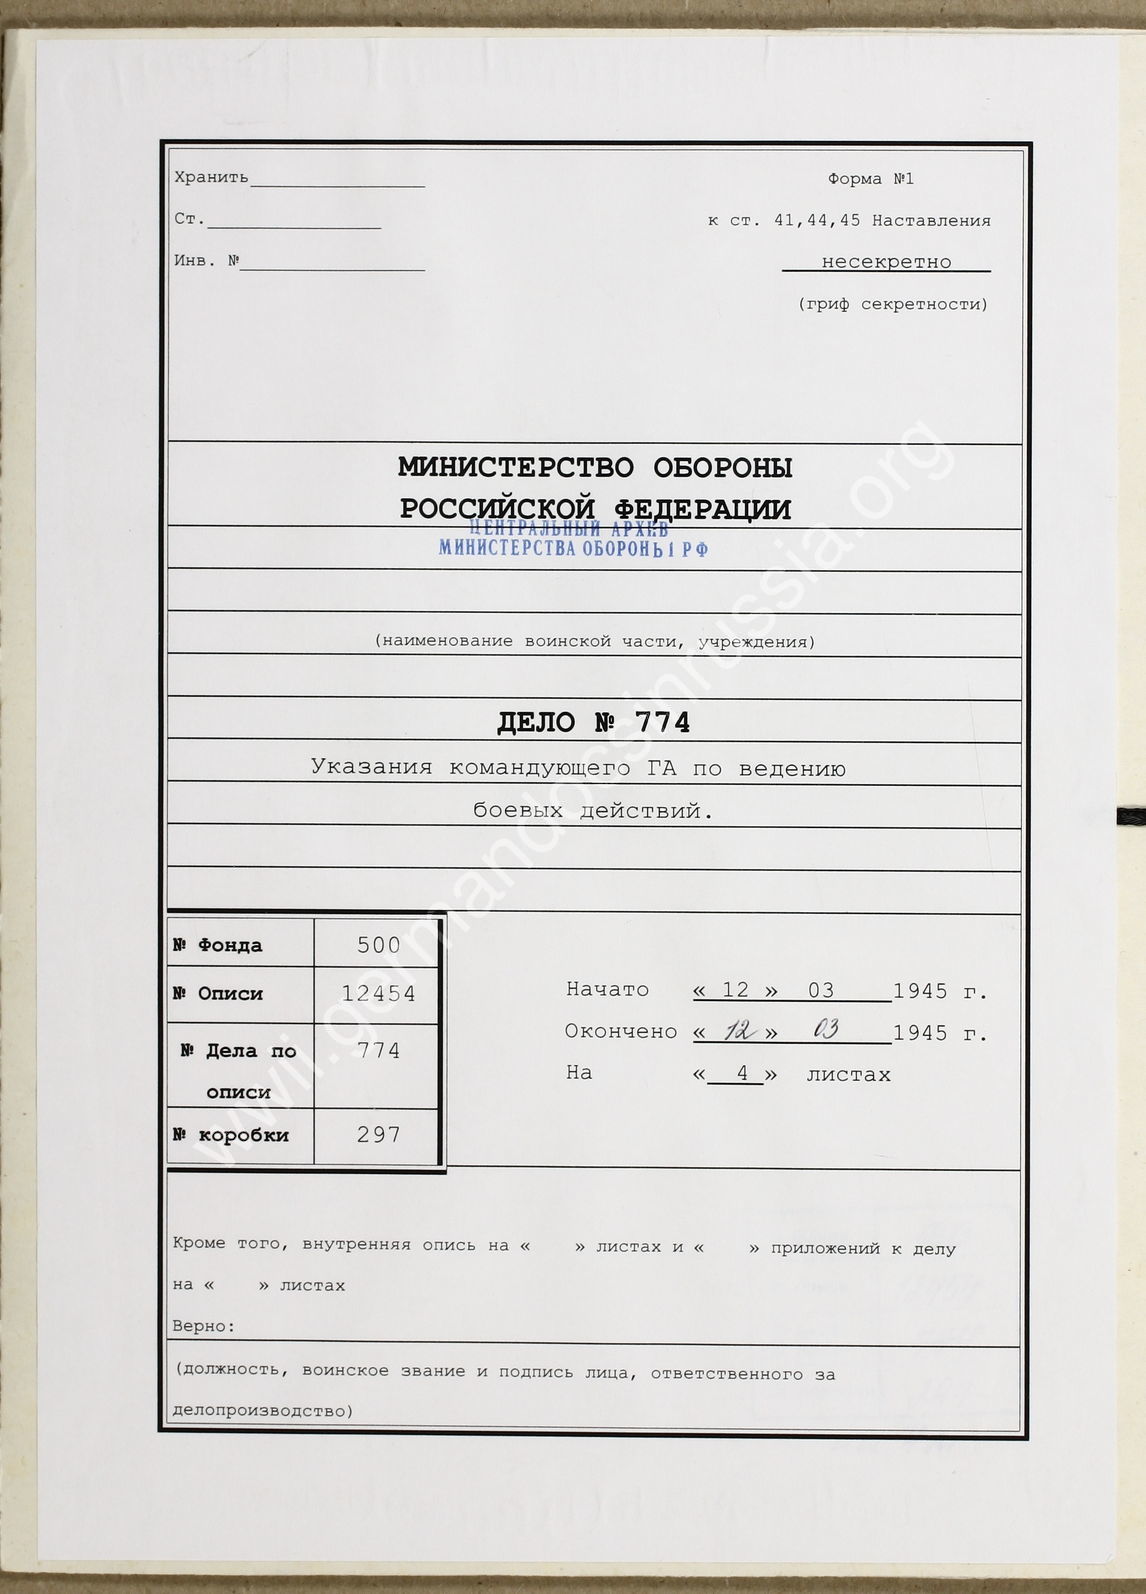 Хранить
Форма №1
Ст.
к ст. 41,44,45 Наставления
Инв. №
несекретно
(гриф секретности)
МИНИСТЕРСТВО ОБОРОНЫ
РОССИЙСКОЙ ФЕДЕРАЦИИ
ЦЕНТРАЛЬНЫЙ АРХИВ
МИНИСТЕРСТВА ОБОРОНЫ РФ
(наименование воинской части, учреждения)
ДЕЛО № 774
Указания командующего ГА по ведению
боевых действий.
№ Фонда 500
№ Описи 12454
№ Дела по описи 774
№ коробки 297
Начато « 12 » 03 1945 г.
Окончено « 12 » 03 1945 г.
На « 4 » листах
Кроме того, внутренняя опись на « » листах и « » приложений к делу
на « » листах
Верно:
(должность, воинское звание и подпись лица, ответственного за
делопроизводство)
wwii.germandocsinrussia.org